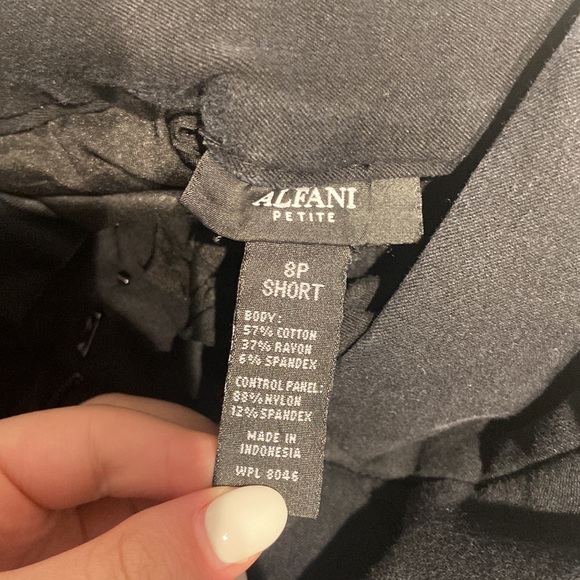 ALFANI
PETITE
8P
SHORT
BODY:
57% COTTON
37% RAYON
6% SPANDEX
CONTROL PANEL:
88% NYLON
12% SPANDEX
MADE IN
INDONESIA
WPL 8046